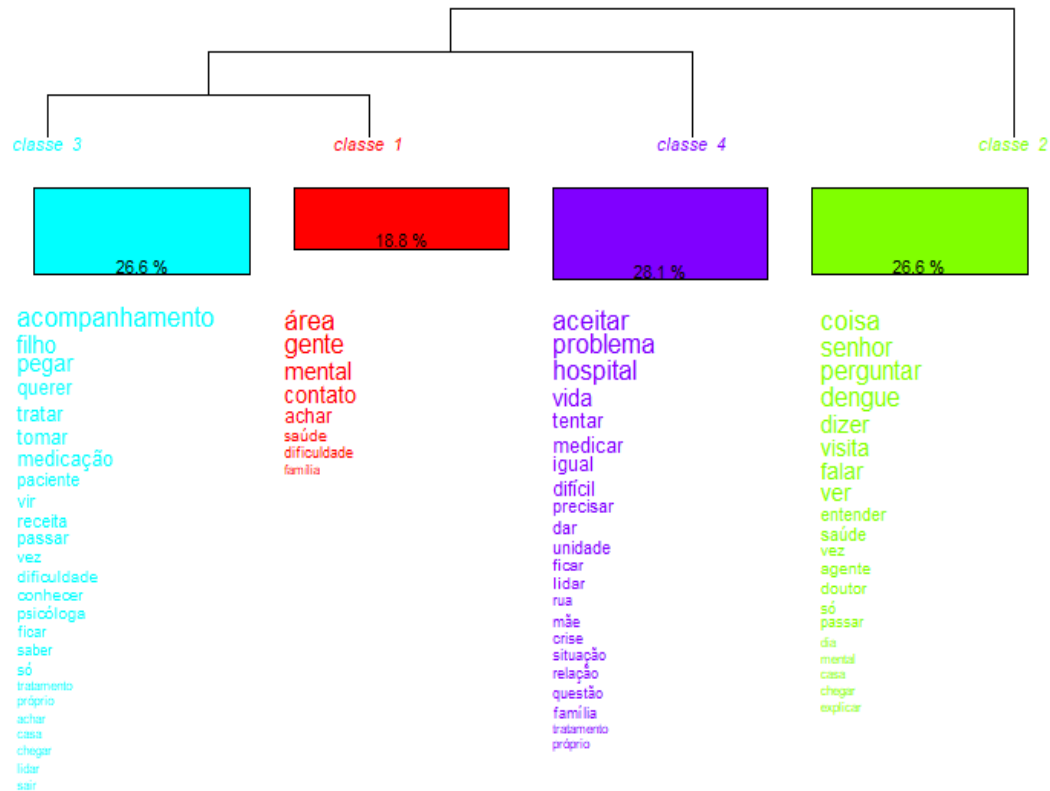 classe 3
classe 1
classe 4
classe 2
26.6 %
18.8 %
28.1 %
26.6 %
acompanhamento
filho
pegar
querer
tratar
tomar
medicação
paciente
vir
receita
passar
vez
dificuldade
conhecer
psicóloga
ficar
saber
só
tratamento
próprio
achar
casa
chegar
lidar
sair
área
gente
mental
contato
achar
saúde
dificuldade
família
aceitar
problema
hospital
vida
tentar
medicar
igual
difícil
precisar
dar
unidade
ficar
lidar
rua
mãe
crise
situação
relação
questão
família
tratamento
próprio
coisa
senhor
perguntar
dengue
dizer
visita
falar
ver
entender
saúde
vez
agente
doutor
só
passar
dia
mental
casa
chegar
explicar